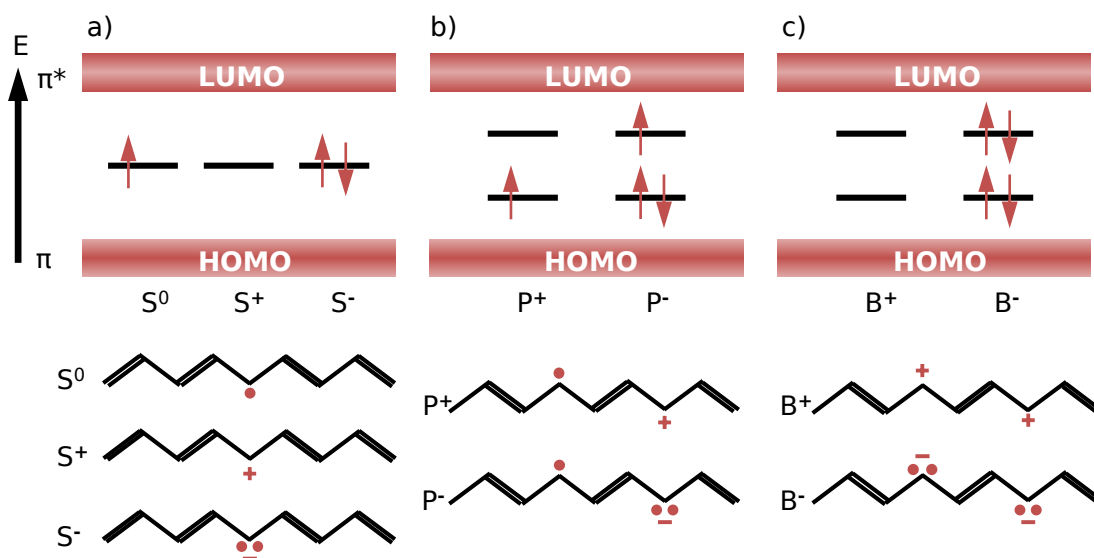 a) b) c)
E
π* LUMO LUMO LUMO
π HOMO HOMO HOMO
S⁰ S⁺ S⁻ P⁺ P⁻ B⁺ B⁻
S⁰
S⁺
S⁻
P⁺
P⁻
B⁺
B⁻